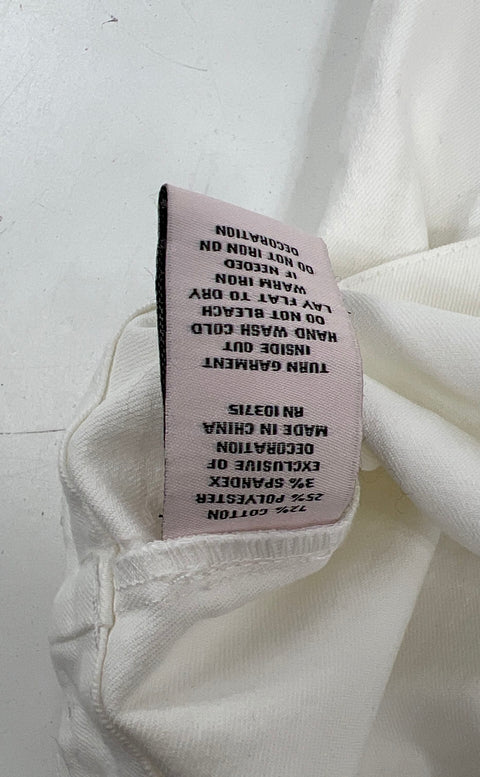 72% COTTON
25% POLYESTER
3% SPANDEX
EXCLUSIVE OF
DECORATION
MADE IN CHINA
RN 103715
TURN GARMENT
INSIDE OUT
HAND WASH COLD
DO NOT BLEACH
LAY FLAT TO DRY
WARM IRON
IF NEEDED
DO NOT IRON ON
DECORATION